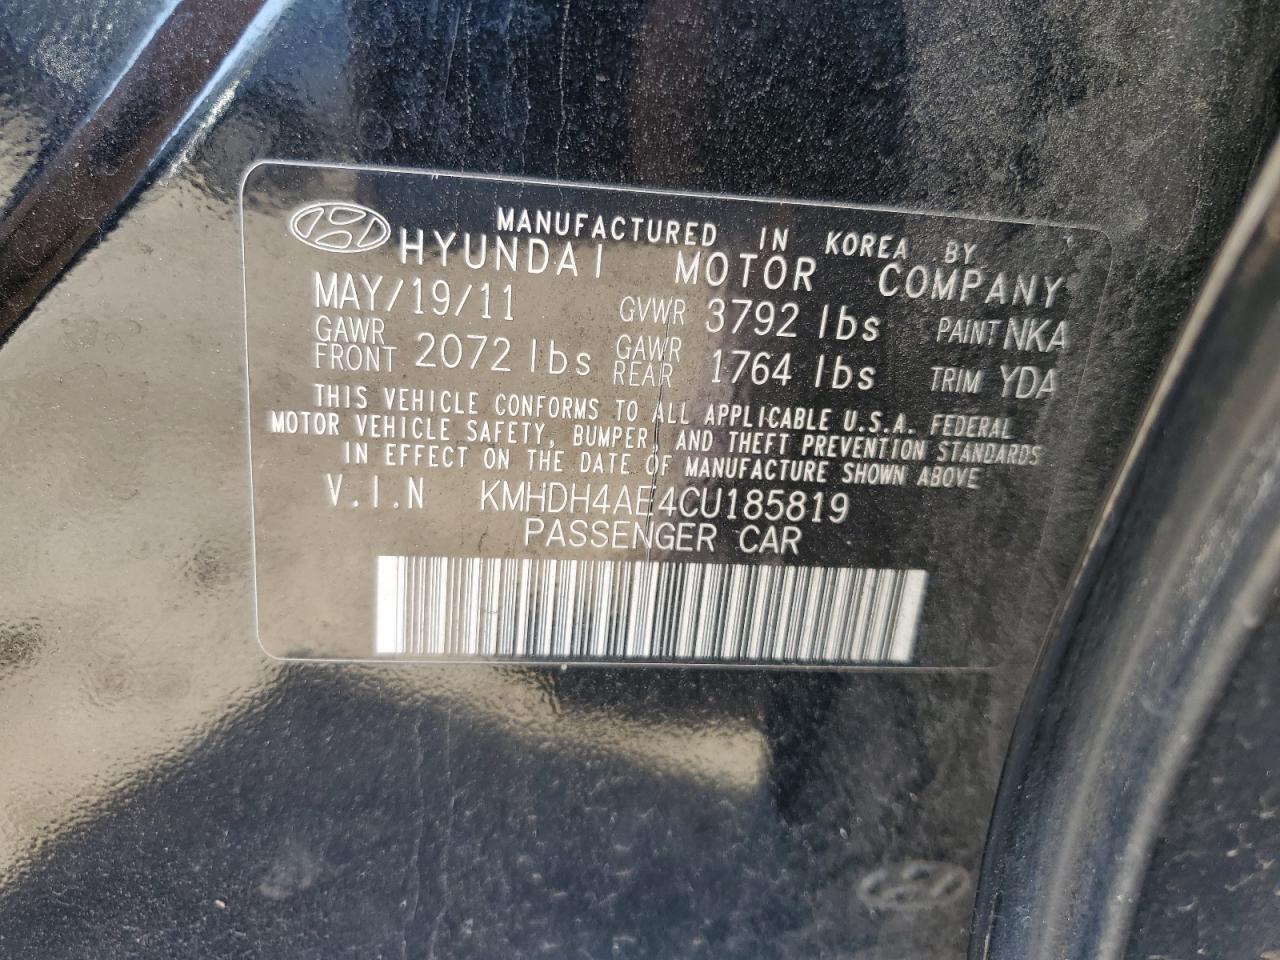 MANUFACTURED IN KOREA BY
HYUNDAI MOTOR COMPANY
MAY/19/11 GVWR 3792 lbs PAINT NKA
GAWR FRONT 2072 lbs GAWR REAR 1764 lbs TRIM YDA
THIS VEHICLE CONFORMS TO ALL APPLICABLE U.S.A. FEDERAL
MOTOR VEHICLE SAFETY, BUMPER, AND THEFT PREVENTION STANDARDS
IN EFFECT ON THE DATE OF MANUFACTURE SHOWN ABOVE
V.I.N KMHDH4AE4CU185819
PASSENGER CAR